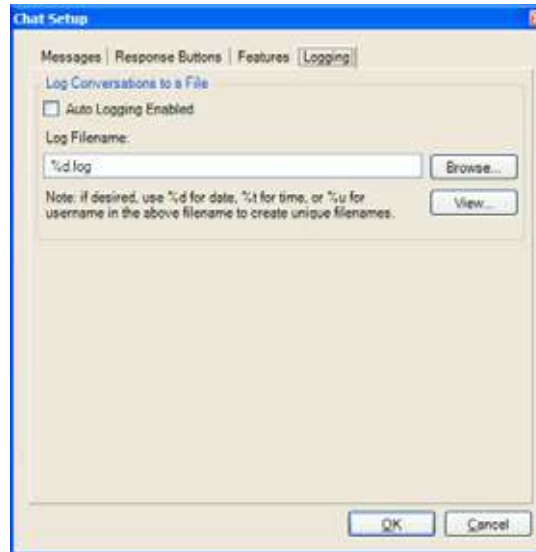 Chat Setup
Messages | Response Buttons | Features | Logging
Log Conversations to a File
Auto Logging Enabled
Log Filename:
%d.log
Browse...
Note: if desired, use %d for date, %t for time, or %u for
username in the above filename to create unique filenames.
View...
OK
Cancel